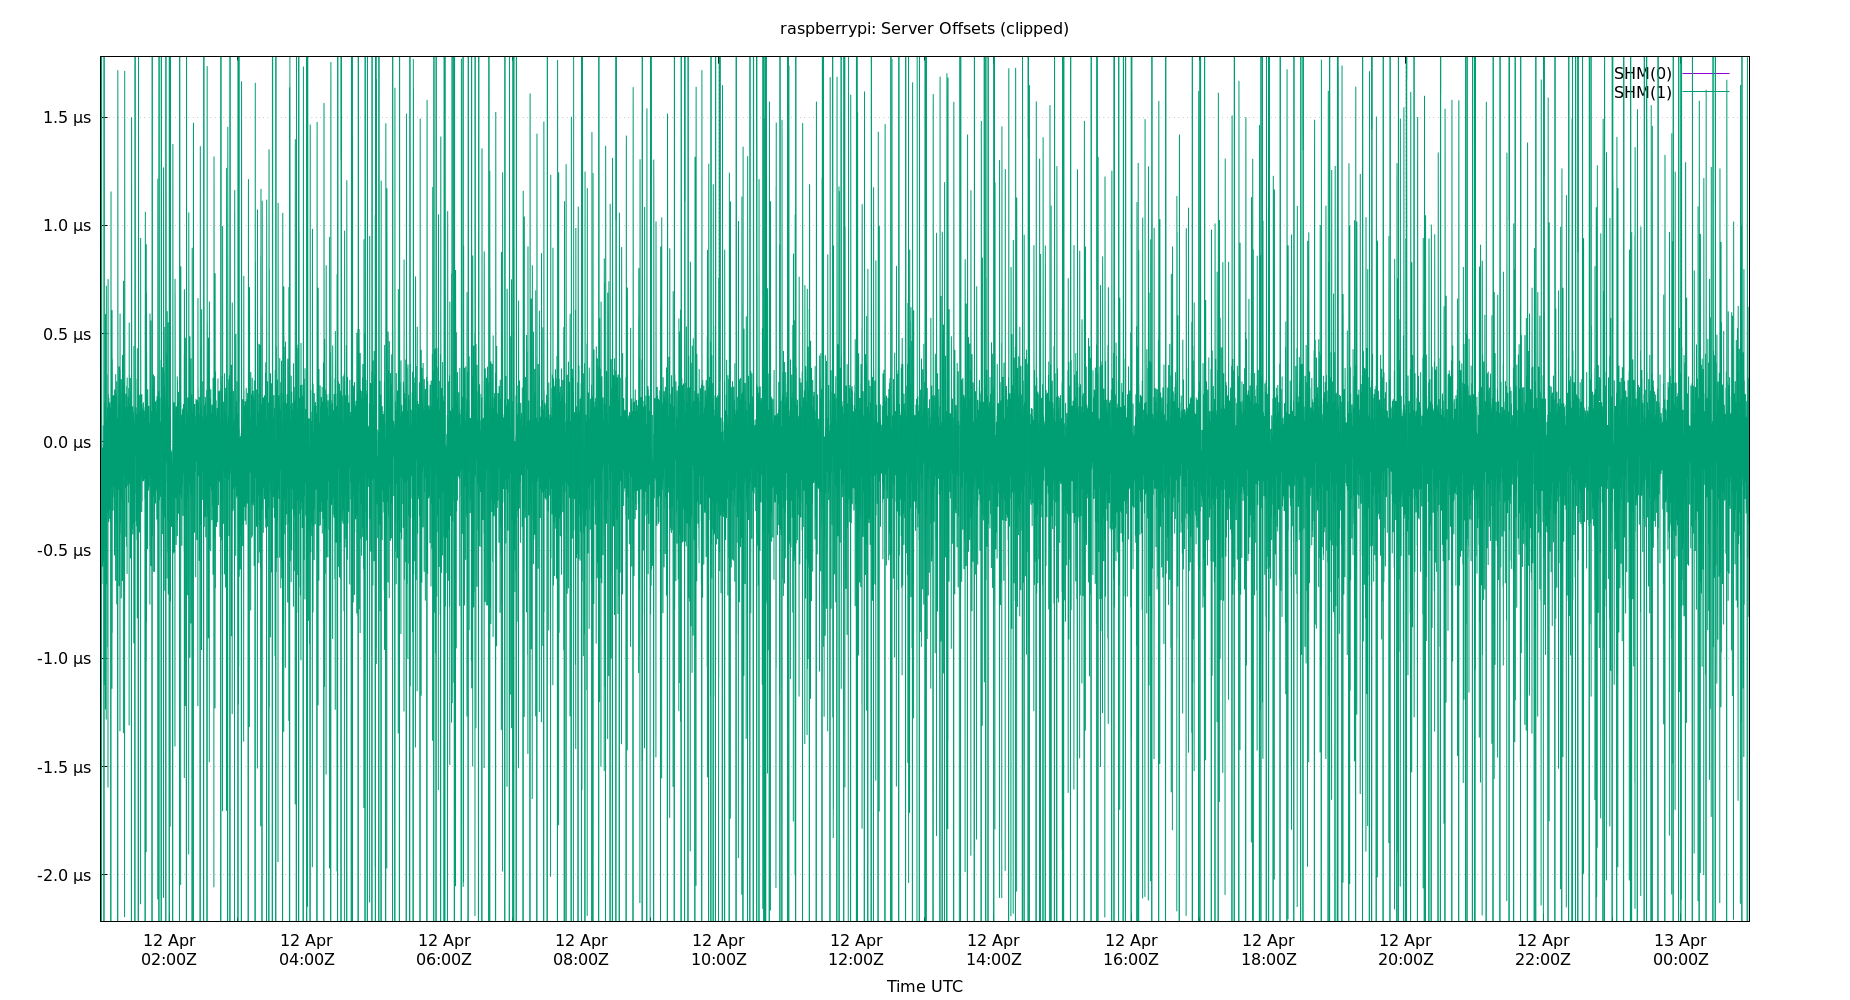 raspberrypi: Server Offsets (clipped)
SHM(0)
SHM(1)
1.5 µs
1.0 µs
0.5 µs
0.0 µs
-0.5 µs
-1.0 µs
-1.5 µs
-2.0 µs
12 Apr 12 Apr 12 Apr 12 Apr 12 Apr 12 Apr 12 Apr 12 Apr 12 Apr 12 Apr 12 Apr 13 Apr
02:00Z 04:00Z 06:00Z 08:00Z 10:00Z 12:00Z 14:00Z 16:00Z 18:00Z 20:00Z 22:00Z 00:00Z
Time UTC